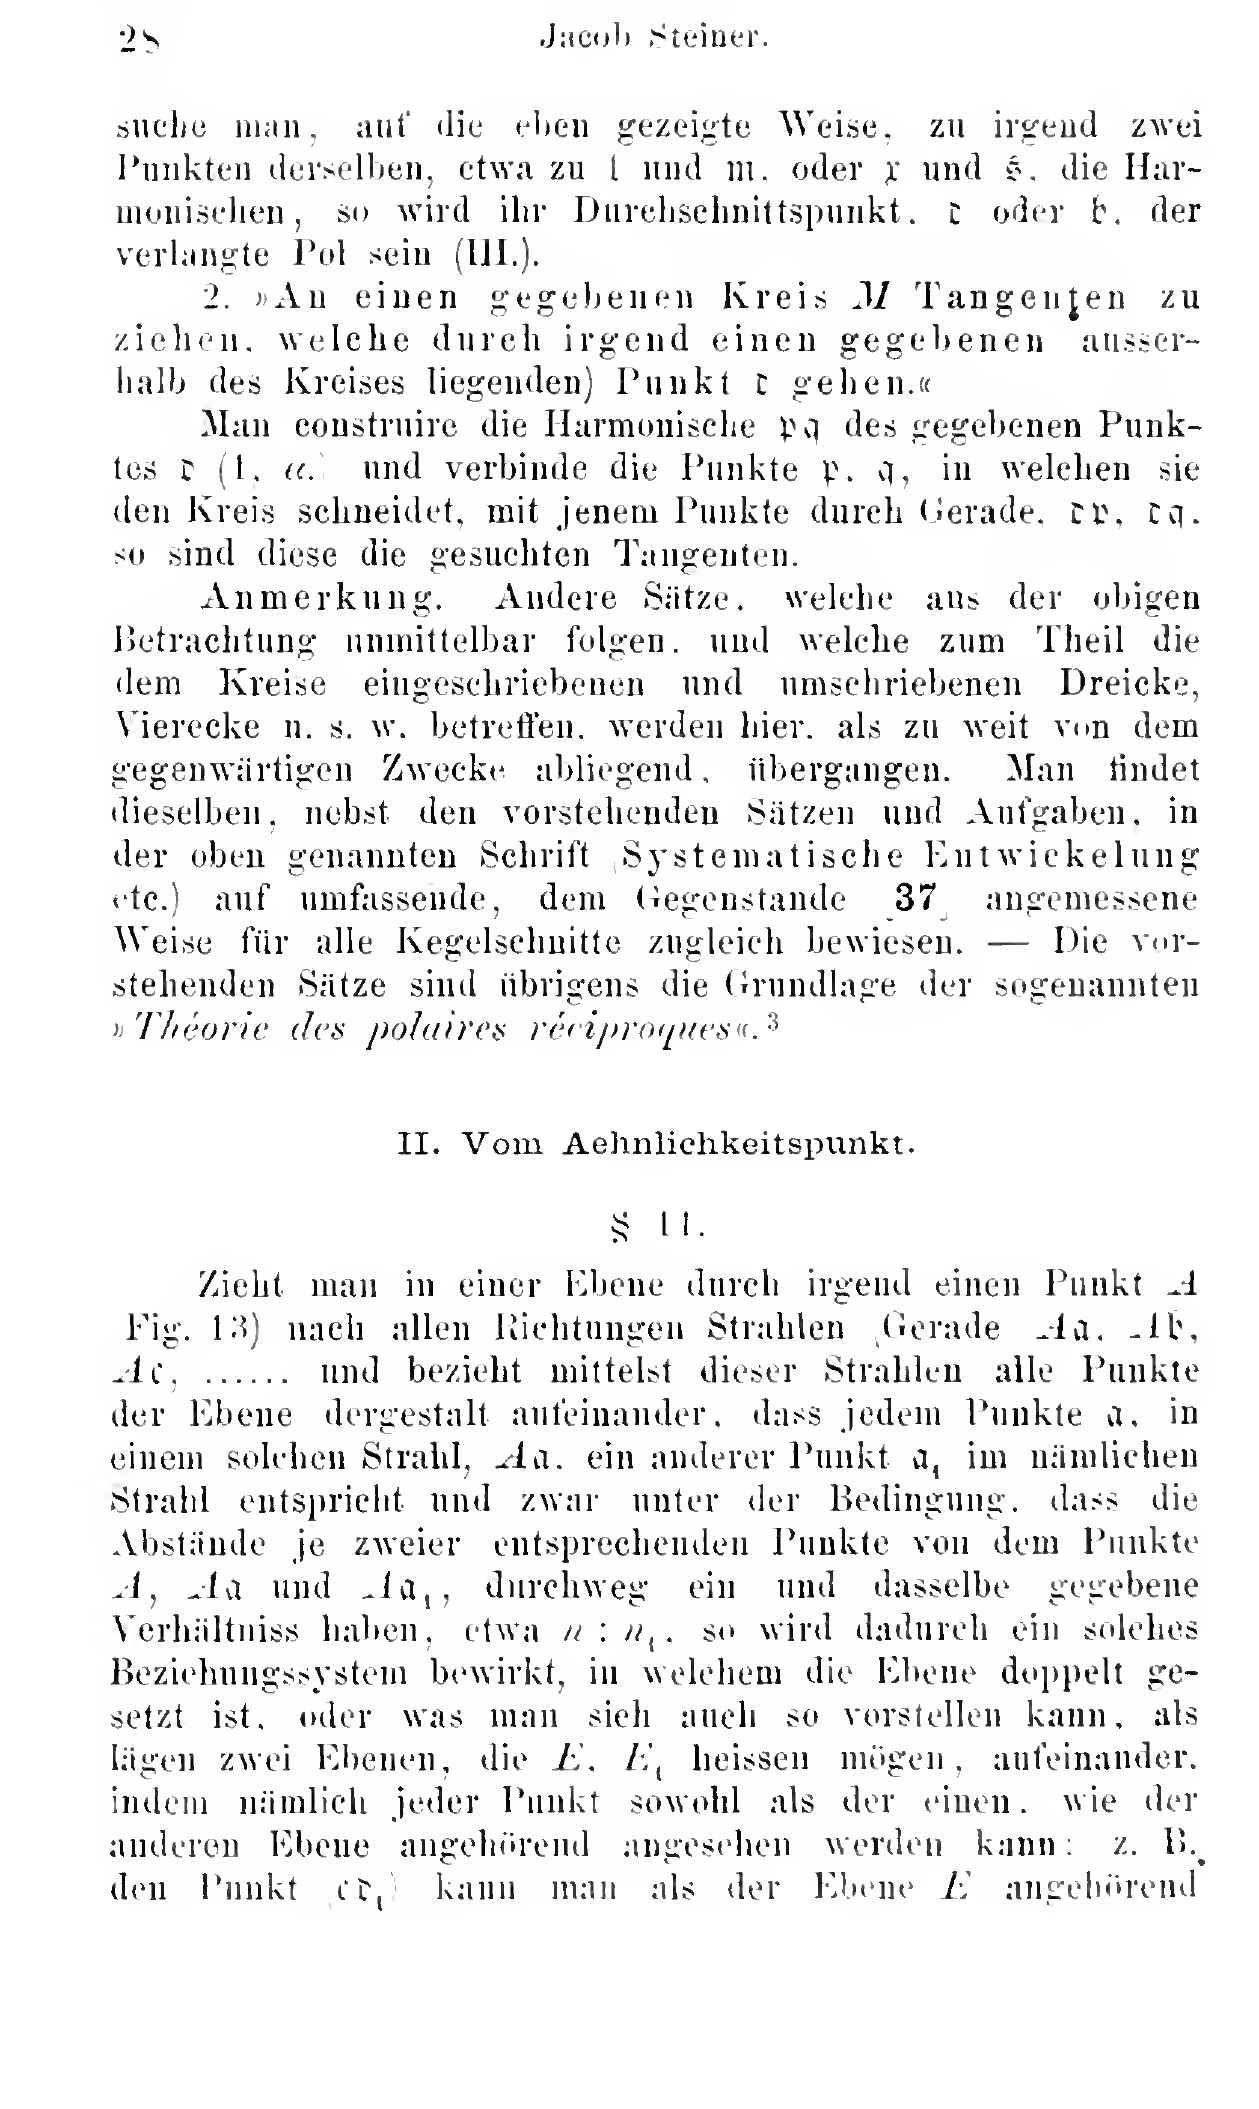 28 Jacob Steiner.
suche man, auf die eben gezeigte Weise, zu irgend zwei
Punkten derselben, etwa zu 𝔩 und 𝔪, oder 𝔵 und 𝔰, die Har-
monischen, so wird ihr Durchschnittspunkt, 𝔯 oder 𝔟, der
verlangte Pol sein (III.).
2. »An einen gegebenen Kreis M Tangenten zu
ziehen, welche durch irgend einen gegebenen ausser-
halb des Kreises liegenden) Punkt 𝔯 gehen.«
Man construire die Harmonische 𝔭𝔮 des gegebenen Punk-
tes 𝔯 (1, α.) und verbinde die Punkte 𝔭, 𝔮, in welchen sie
den Kreis schneidet, mit jenem Punkte durch Gerade, 𝔯𝔭, 𝔯𝔮,
so sind diese die gesuchten Tangenten.
Anmerkung. Andere Sätze, welche aus der obigen
Betrachtung unmittelbar folgen, und welche zum Theil die
dem Kreise eingeschriebenen und umschriebenen Dreicke,
Vierecke u. s. w. betreffen, werden hier, als zu weit von dem
gegenwärtigen Zwecke abliegend, übergangen. Man findet
dieselben, nebst den vorstehenden Sätzen und Aufgaben, in
der oben genannten Schrift (Systematische Entwickelung
etc.) auf umfassende, dem Gegenstande [37] angemessene
Weise für alle Kegelschnitte zugleich bewiesen. — Die vor-
stehenden Sätze sind übrigens die Grundlage der sogenannten
»Théorie des polaires réciproques«.³
II. Vom Aehnlichkeitspunkt.
§ 11.
Zieht man in einer Ebene durch irgend einen Punkt A
Fig. 13) nach allen Richtungen Strahlen (Gerade A𝔞, A𝔟,
A𝔠, ...... und bezieht mittelst dieser Strahlen alle Punkte
der Ebene dergestalt aufeinander, dass jedem Punkte 𝔞, in
einem solchen Strahl, A𝔞, ein anderer Punkt 𝔞₁ im nämlichen
Strahl entspricht und zwar unter der Bedingung, dass die
Abstände je zweier entsprechenden Punkte von dem Punkte
A, A𝔞 und A𝔞₁, durchweg ein und dasselbe gegebene
Verhältniss haben, etwa n : n₁, so wird dadurch ein solches
Beziehungssystem bewirkt, in welchem die Ebene doppelt ge-
setzt ist, oder was man sich auch so vorstellen kann, als
lägen zwei Ebenen, die E, E₁ heissen mögen, aufeinander,
indem nämlich jeder Punkt sowohl als der einen, wie der
anderen Ebene angehörend angesehen werden kann: z. B.
den Punkt kann man als der Ebene E angehörend